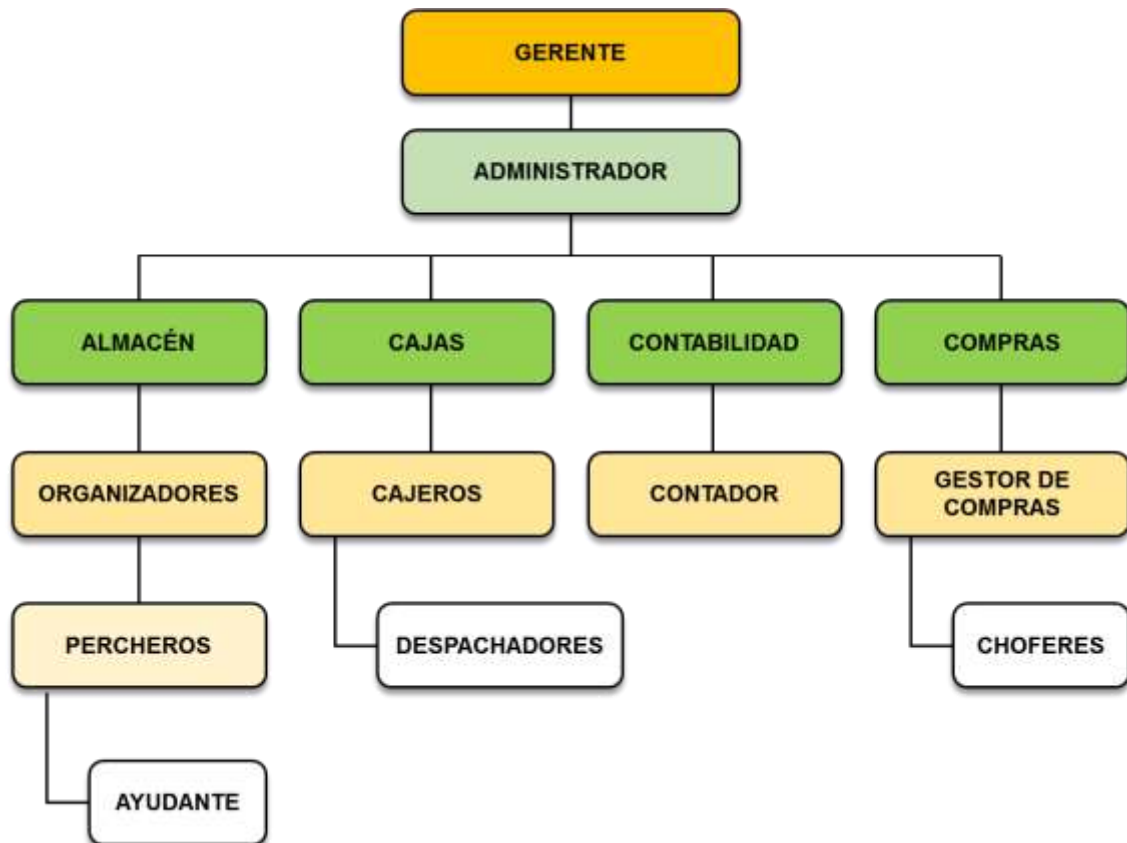 GERENTE
ADMINISTRADOR
ALMACÉN
CAJAS
CONTABILIDAD
COMPRAS
ORGANIZADORES
CAJEROS
CONTADOR
GESTOR DE
COMPRAS
PERCHEROS
DESPACHADORES
CHOFERES
AYUDANTE